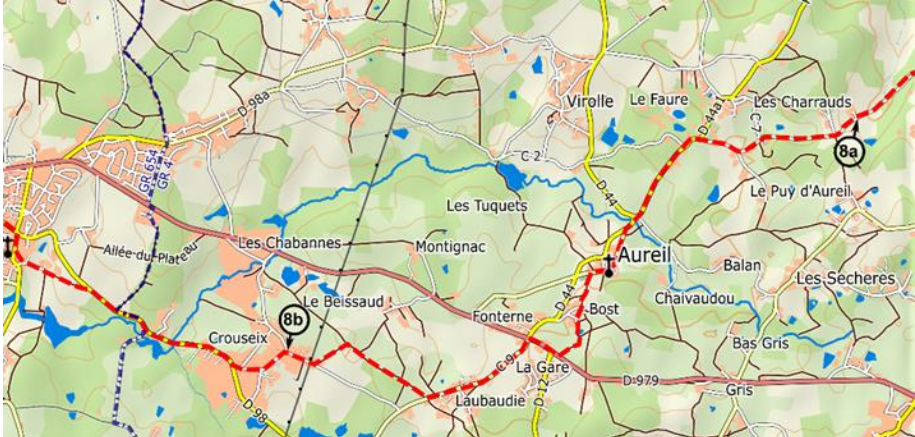 D-98a
Virolle
Le Faure
D-44a1
Les Charrauds
C-7
8a
GR 654
GR 4
C 2
D-44
Le Puy d'Aureil
Les Tuquets
Allée du Plateau
Les Chabannes
Montignac
Aureil
Balan
Les Secheres
Le Beissaud
D-44
Bost
Chaivaudou
8b
Fonterne
Crouseix
Bas Gris
C 9
La Gare
D 979
D-98
Laubaudie
D-12
Gris